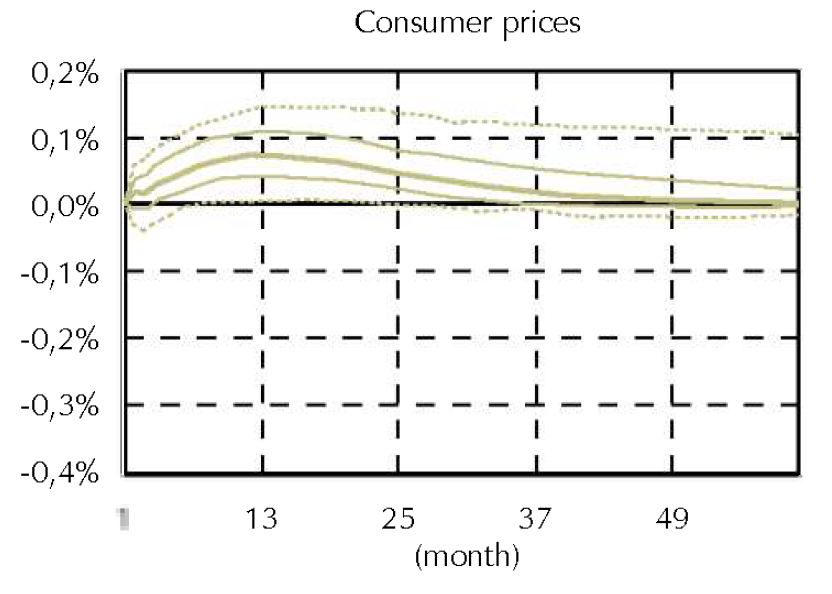 Consumer prices
0,2%
0,1%
0,0%
-0,1%
-0,2%
-0,3%
-0,4%
1 13 25 37 49
(month)